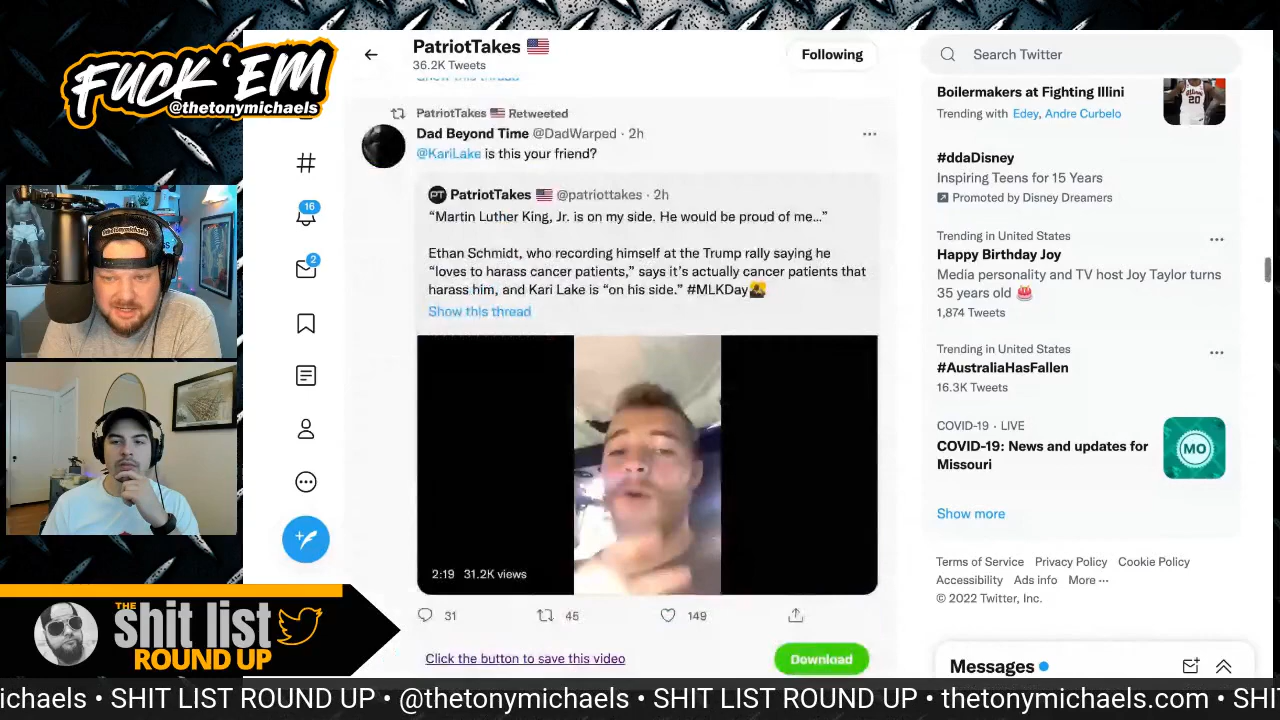 FUCK 'EM
@thetonymichaels
PatriotTakes
36.2K Tweets
Following
Search Twitter
Show this thread
PatriotTakes Retweeted
Dad Beyond Time @DadWarped · 2h
@KariLake is this your friend?
PT PatriotTakes @patriottakes · 2h
“Martin Luther King, Jr. is on my side. He would be proud of me…”
Ethan Schmidt, who recording himself at the Trump rally saying he
“loves to harass cancer patients,” says it’s actually cancer patients that
harass him, and Kari Lake is “on his side.” #MLKDay
Show this thread
2:19 31.2K views
31 45 149
Click the button to save this video
Download
16
2
Boilermakers at Fighting Illini
Trending with Edey, Andre Curbelo
20
#ddaDisney
Inspiring Teens for 15 Years
Promoted by Disney Dreamers
Trending in United States
Happy Birthday Joy
Media personality and TV host Joy Taylor turns
35 years old
1,874 Tweets
Trending in United States
#AustraliaHasFallen
16.3K Tweets
COVID-19 · LIVE
COVID-19: News and updates for
Missouri
MO
Show more
Terms of Service Privacy Policy Cookie Policy
Accessibility Ads info More
© 2022 Twitter, Inc.
Messages
THE
shit list
ROUND UP
ichaels • SHIT LIST ROUND UP • @thetonymichaels • SHIT LIST ROUND UP • thetonymichaels.com • SHI